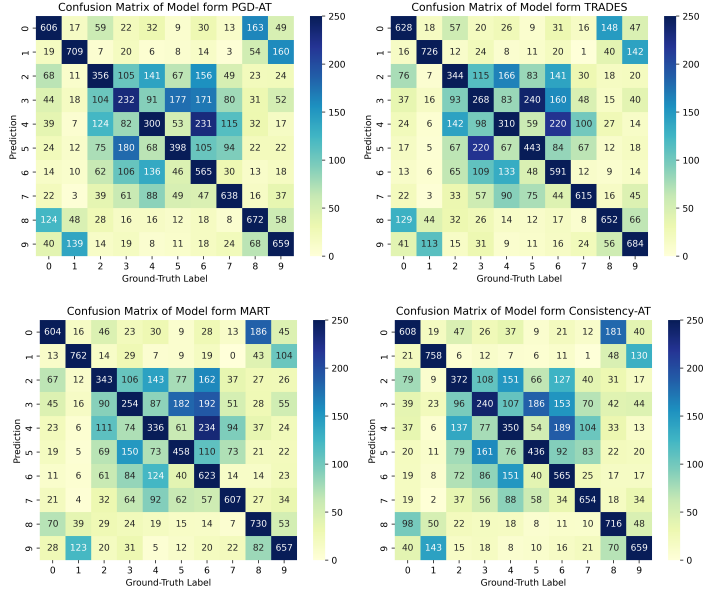 Confusion Matrix of Model form PGD-AT
0 606 17 59 22 32 9 30 13 163 49
1 14 709 7 20 6 8 14 3 54 160
2 68 11 356 105 141 67 156 49 23 24
3 44 18 104 232 91 177 171 80 31 52
4 39 7 124 82 300 53 231 115 32 17
5 24 12 75 180 68 398 105 94 22 22
6 14 10 62 106 136 46 565 30 13 18
7 22 3 39 61 88 49 47 638 16 37
8 124 48 28 16 16 12 18 8 672 58
9 40 139 14 19 8 11 18 24 68 659
0 1 2 3 4 5 6 7 8 9
Ground-Truth Label
Prediction
250
200
150
100
50
0
Confusion Matrix of Model form TRADES
0 628 18 57 20 26 9 31 16 148 47
1 14 726 12 24 8 11 20 1 40 142
2 76 7 344 115 166 83 141 30 18 20
3 37 16 93 268 83 240 160 48 15 40
4 24 6 142 98 310 59 220 100 27 14
5 26 5 67 220 67 443 84 67 12 18
6 13 6 65 109 133 48 591 12 9 14
7 22 3 33 57 90 75 44 615 16 45
8 129 44 32 26 14 12 17 8 652 66
9 41 113 15 31 9 11 16 24 56 684
0 1 2 3 4 5 6 7 8 9
Ground-Truth Label
Prediction
250
200
150
100
50
0
Confusion Matrix of Model form MART
0 604 16 46 23 30 9 28 13 186 45
1 13 762 14 29 7 9 19 0 43 104
2 67 12 343 106 143 77 162 37 27 26
3 45 16 90 254 87 182 192 51 28 55
4 23 6 111 74 336 61 234 94 37 24
5 19 5 69 150 73 458 110 73 21 22
6 11 6 61 84 124 40 623 14 12 23
7 21 4 32 64 92 62 57 607 27 34
8 70 39 29 24 19 15 14 7 730 53
9 28 123 20 31 5 12 20 22 82 657
0 1 2 3 4 5 6 7 8 9
Ground-Truth Label
Prediction
250
200
150
100
50
0
Confusion Matrix of Model form Consistency-AT
0 608 19 47 26 37 9 21 12 181 40
1 21 758 6 12 7 6 11 1 48 130
2 79 9 372 108 151 66 127 40 31 17
3 39 23 96 240 107 186 153 70 42 44
4 27 6 137 77 350 54 189 104 33 13
5 20 11 79 161 76 436 92 83 22 20
6 14 2 72 86 151 40 565 25 17 17
7 19 2 37 56 88 58 34 654 18 34
8 98 50 22 19 18 8 11 10 716 48
9 40 143 15 18 8 10 16 21 70 659
0 1 2 3 4 5 6 7 8 9
Ground-Truth Label
Prediction
250
200
150
100
50
0